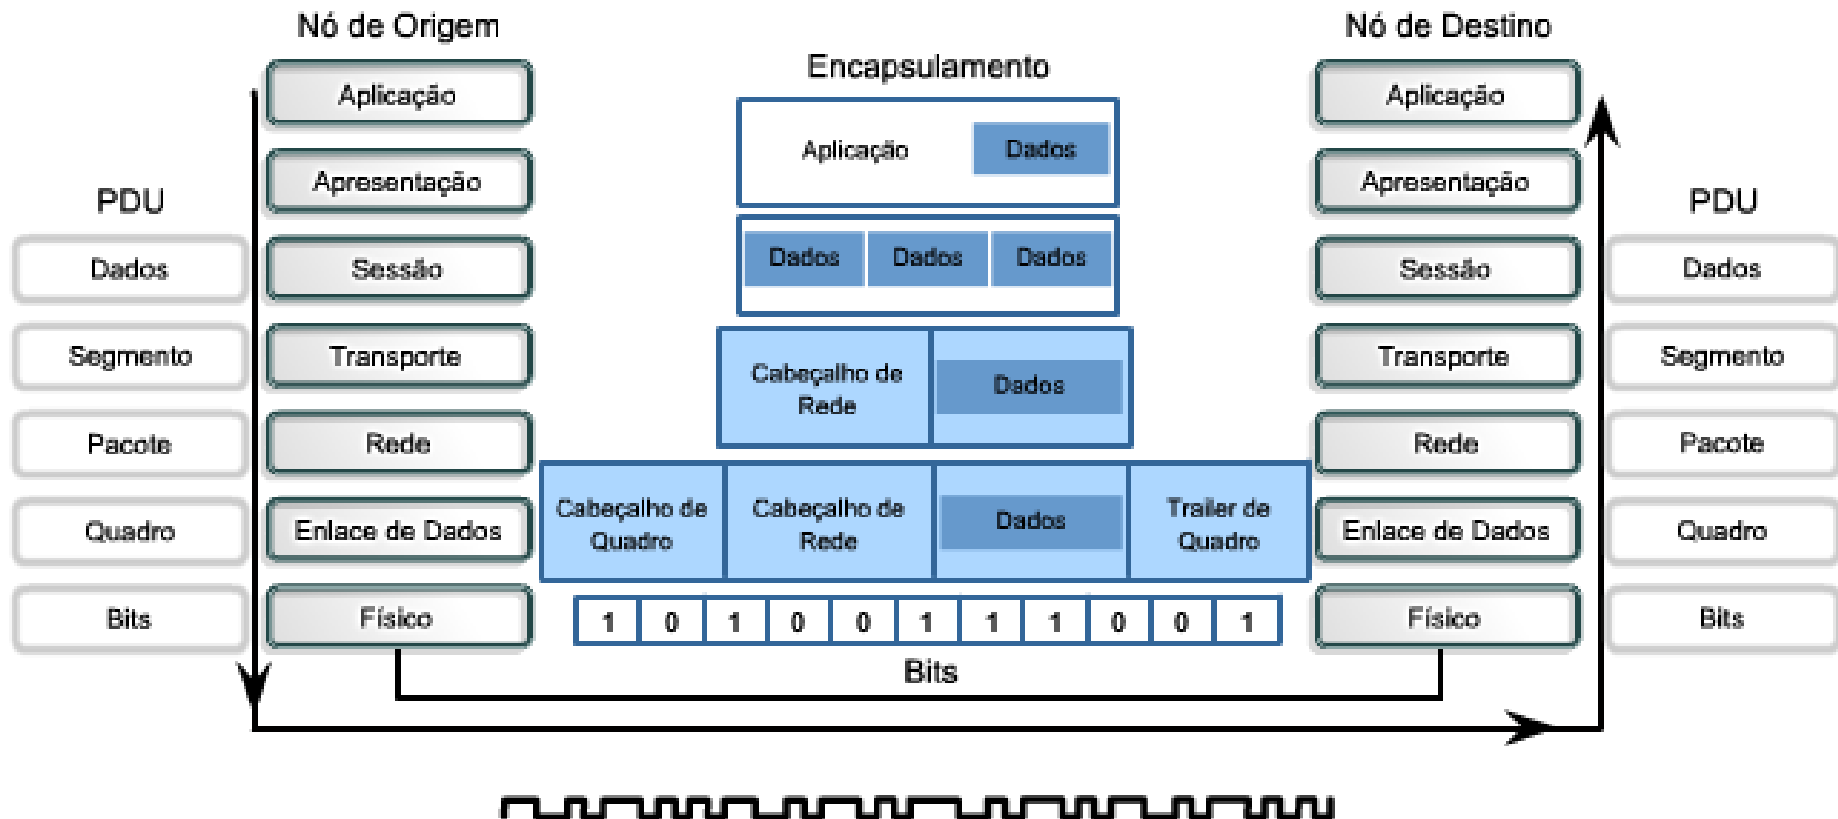 Nó de Origem
Nó de Destino
Encapsulamento
Aplicação
Apresentação
Sessão
Transporte
Rede
Enlace de Dados
Físico
PDU
Dados
Segmento
Pacote
Quadro
Bits
Aplicação Dados
Dados Dados Dados
Cabeçalho de
Rede
Dados
Cabeçalho de
Quadro
Cabeçalho de
Rede
Dados
Trailer de
Quadro
1 0 1 0 0 1 1 1 0 0 1
Bits
Aplicação
Apresentação
Sessão
Transporte
Rede
Enlace de Dados
Físico
PDU
Dados
Segmento
Pacote
Quadro
Bits